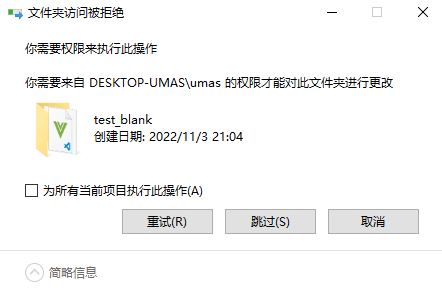 文件夹访问被拒绝
你需要权限来执行此操作
你需要来自 DESKTOP-UMAS\umas 的权限才能对此文件夹进行更改
test_blank
创建日期: 2022/11/3 21:04
为所有当前项目执行此操作(A)
重试(R) 跳过(S) 取消
简略信息